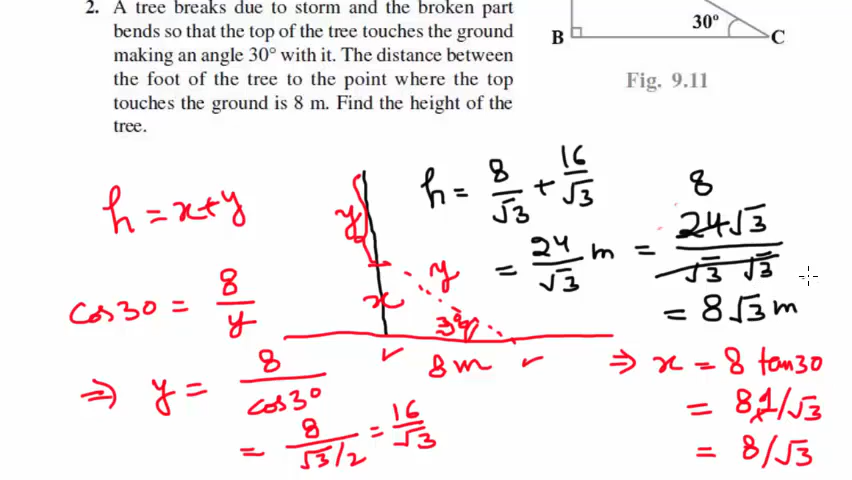 2. A tree breaks due to storm and the broken part
bends so that the top of the tree touches the ground
making an angle 30° with it. The distance between
the foot of the tree to the point where the top
touches the ground is 8 m. Find the height of the
tree.
30°
B
C
Fig. 9.11
h = x+y
cos30 = 8/y
⇒ y = 8/cos30
= 8/√3/2 = 16/√3
y
y
x
30
8 m
h = 8/√3 + 16/√3
= 24/√3 m = 24√3/√3 √3
8
= 8√3 m
⇒ x = 8 tan30
= 8×1/√3
= 8/√3